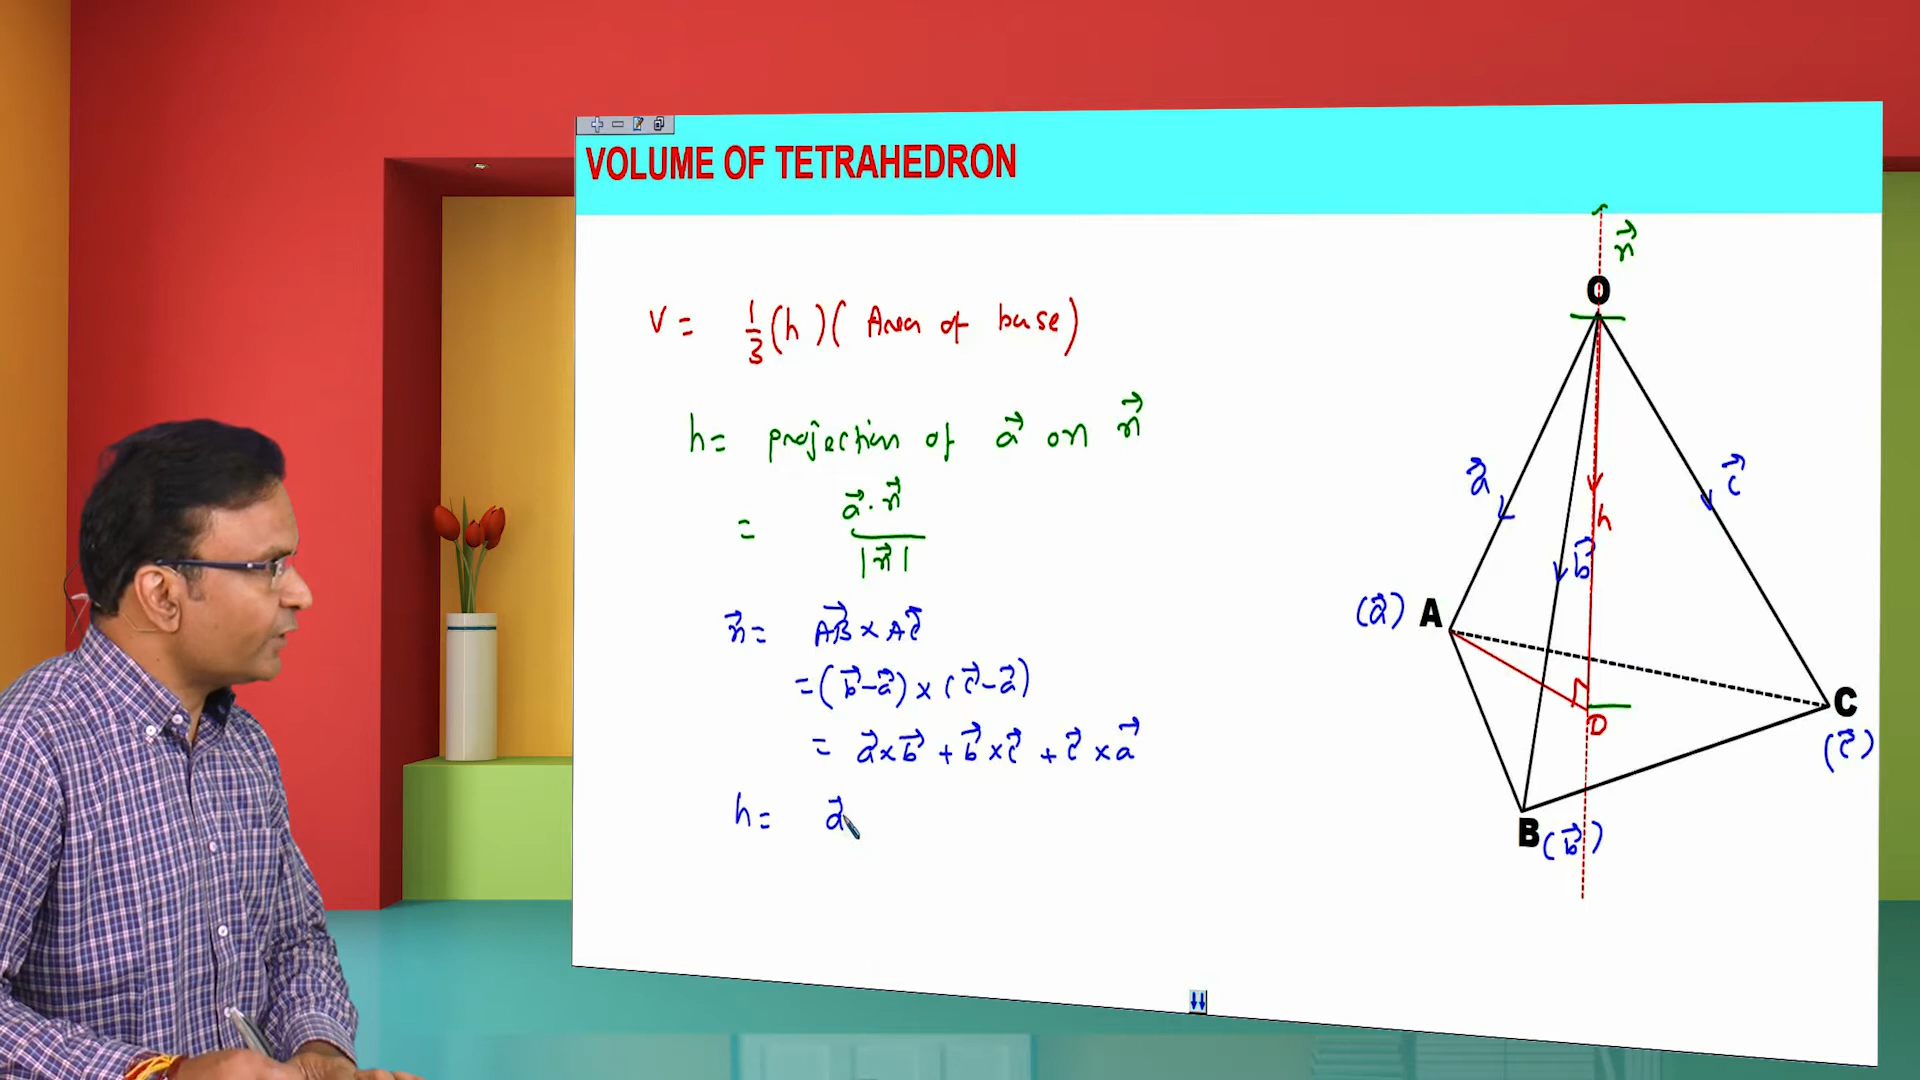 VOLUME OF TETRAHEDRON
V = 1/3 (h) ( Area of base)
h = projection of a⃗ on n⃗
= a⃗ . n⃗ / |n⃗|
n⃗ = AB⃗ × AC⃗
= (b⃗ – a⃗) × (c⃗ – a⃗)
= a⃗ × b⃗ + b⃗ × c⃗ + c⃗ × a⃗
h = a⃗
n⃗
O
a⃗
c⃗
h
b⃗
(a⃗) A
C
D
(c⃗)
B (b⃗)